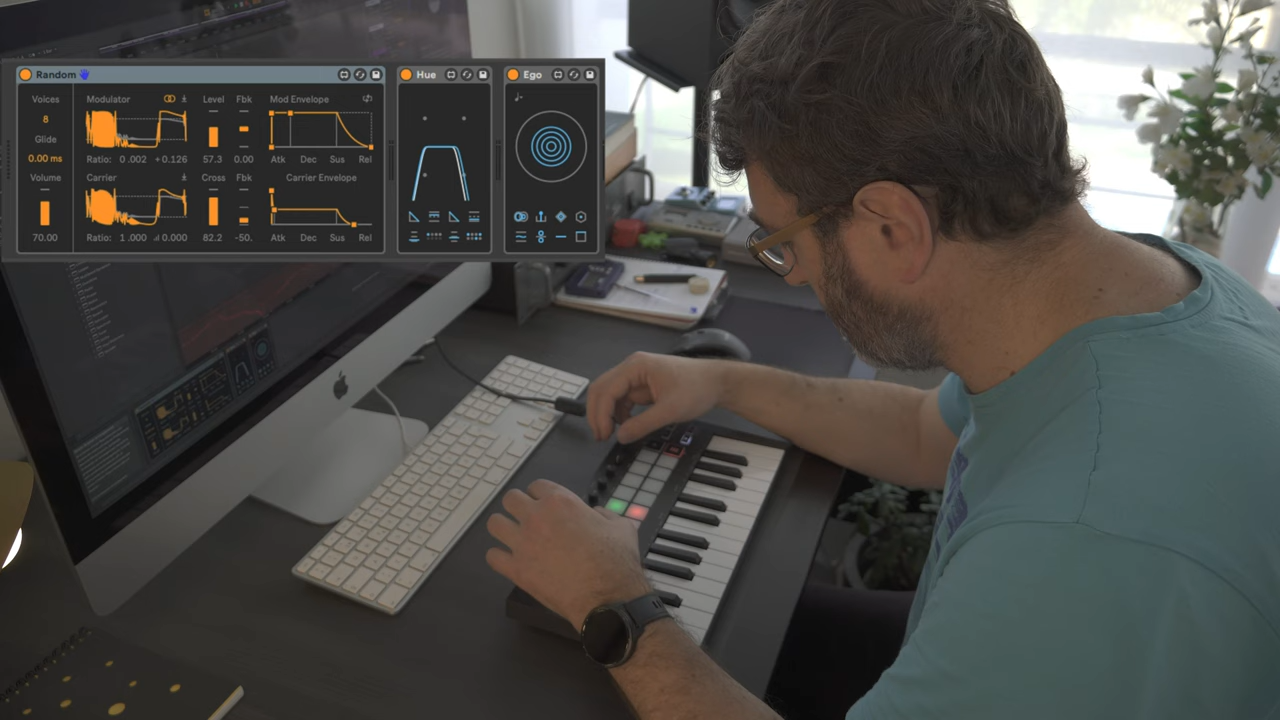 Random
Hue
Ego
Voices
8
Glide
0.00 ms
Volume
70.00
Modulator
Level
Fbk
Mod Envelope
Ratio: 0.002 +0.126
57.3
0.00
Atk Dec Sus Rel
Carrier
Cross
Fbk
Carrier Envelope
Ratio: 1.000 0.000
82.2
-50.
Atk Dec Sus Rel